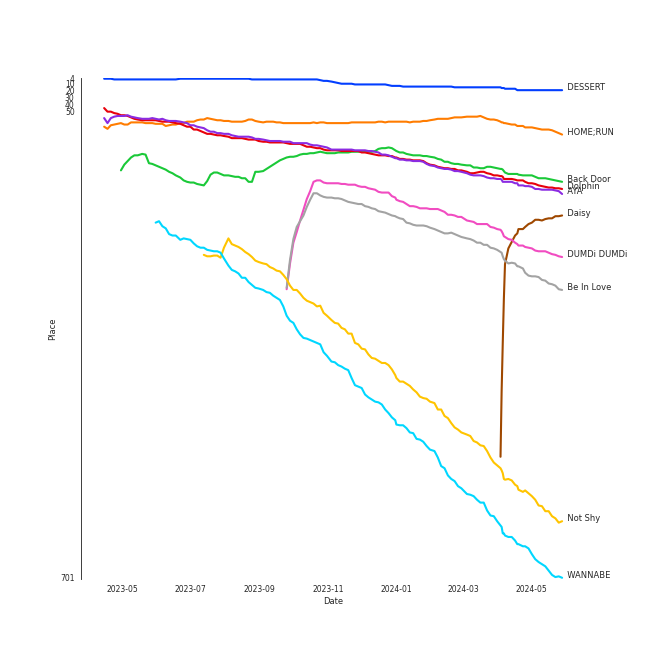 4
10
20
30
40
50
701
Place
DESSERT
HOME;RUN
Back Door
Dolphin
AYA
Daisy
DUMDi DUMDi
Be In Love
Not Shy
WANNABE
2023-05
2023-07
2023-09
2023-11
2024-01
2024-03
2024-05
Date